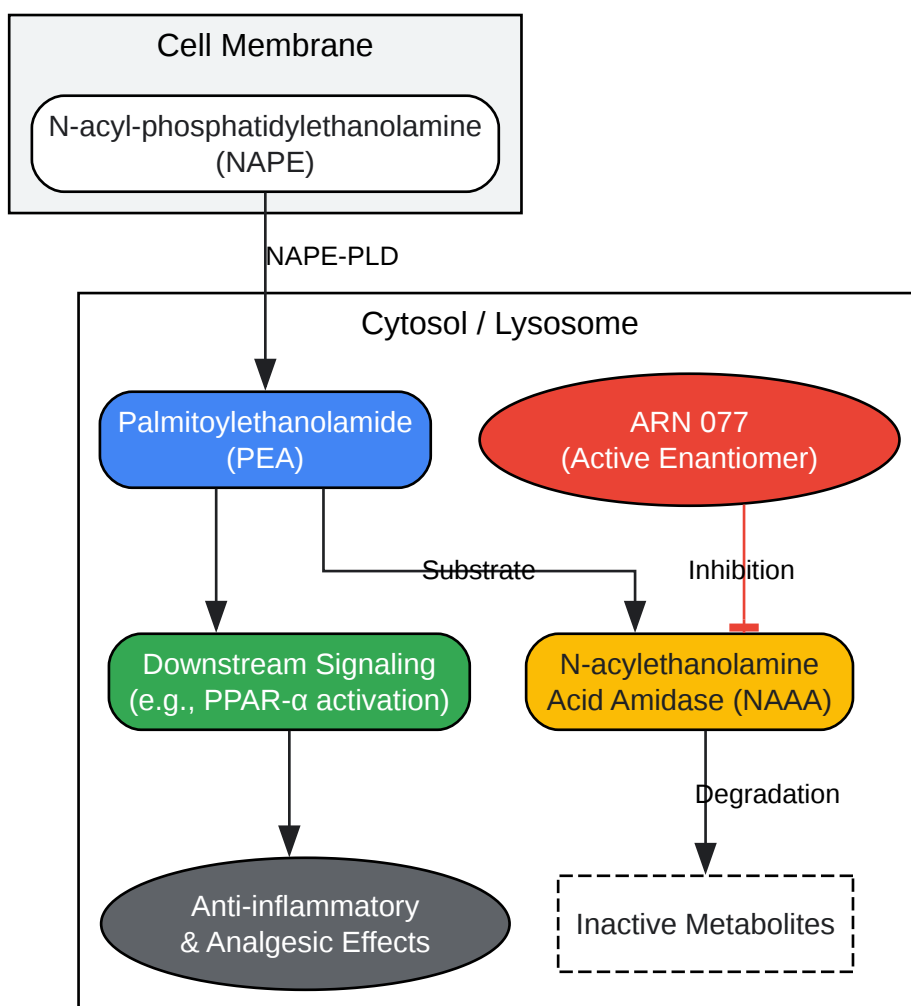 Cell Membrane
N-acyl-phosphatidylethanolamine
(NAPE)
NAPE-PLD
Cytosol / Lysosome
Palmitoylethanolamide
(PEA)
ARN 077
(Active Enantiomer)
Substrate
Inhibition
Downstream Signaling
(e.g., PPAR-α activation)
N-acylethanolamine
Acid Amidase (NAAA)
Degradation
Anti-inflammatory
& Analgesic Effects
Inactive Metabolites